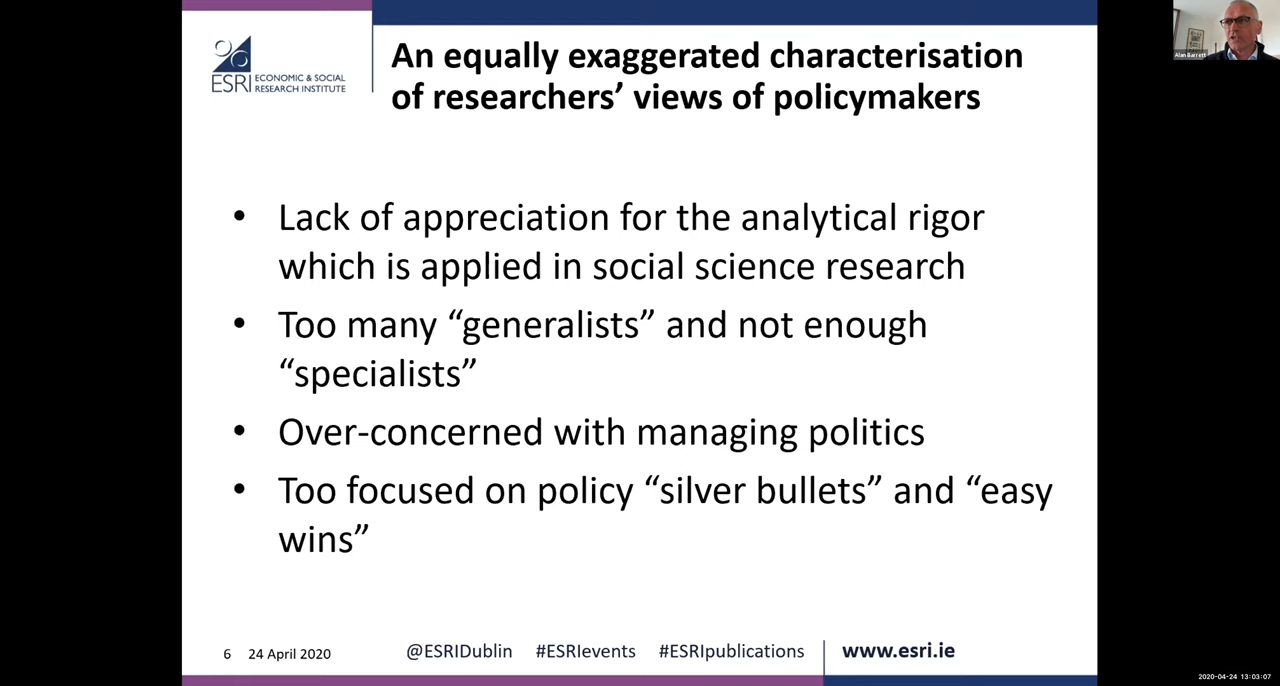 An equally exaggerated characterisation
of researchers’ views of policymakers
ESRI ECONOMIC & SOCIAL
RESEARCH INSTITUTE
Alan Barrett
• Lack of appreciation for the analytical rigor
which is applied in social science research
• Too many “generalists” and not enough
“specialists”
• Over-concerned with managing politics
• Too focused on policy “silver bullets” and “easy
wins”
6 24 April 2020 @ESRIDublin #ESRIevents #ESRIpublications www.esri.ie
2020-04-24 13:03:07